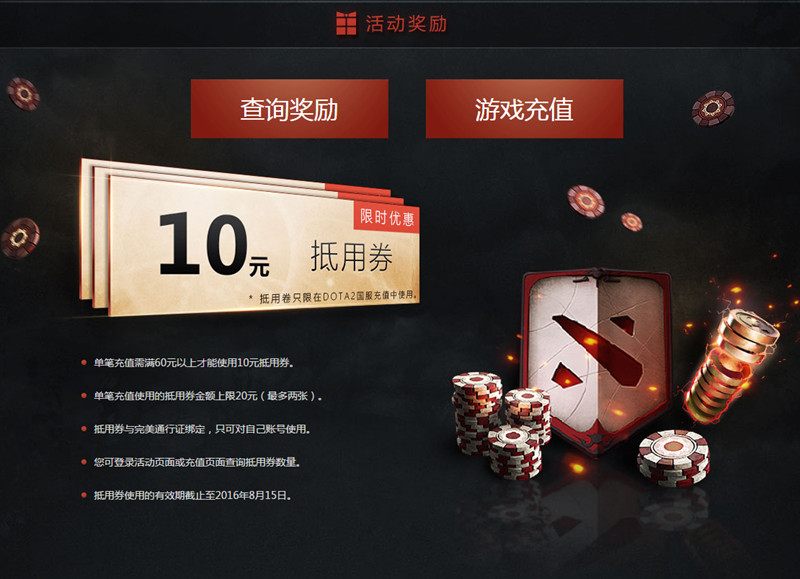 活动奖励
查询奖励
游戏充值
限时优惠
10元 抵用券
* 抵用卷只限在DOTA2国服充值中使用。
单笔充值需满60元以上才能使用10元抵用券。
单笔充值使用的抵用券金额上限20元（最多两张）。
抵用券与完美通行证绑定，只可对自己账号使用。
您可登录活动页面或充值页面查询抵用券数量。
抵用券使用的有效期截止至2016年8月15日。